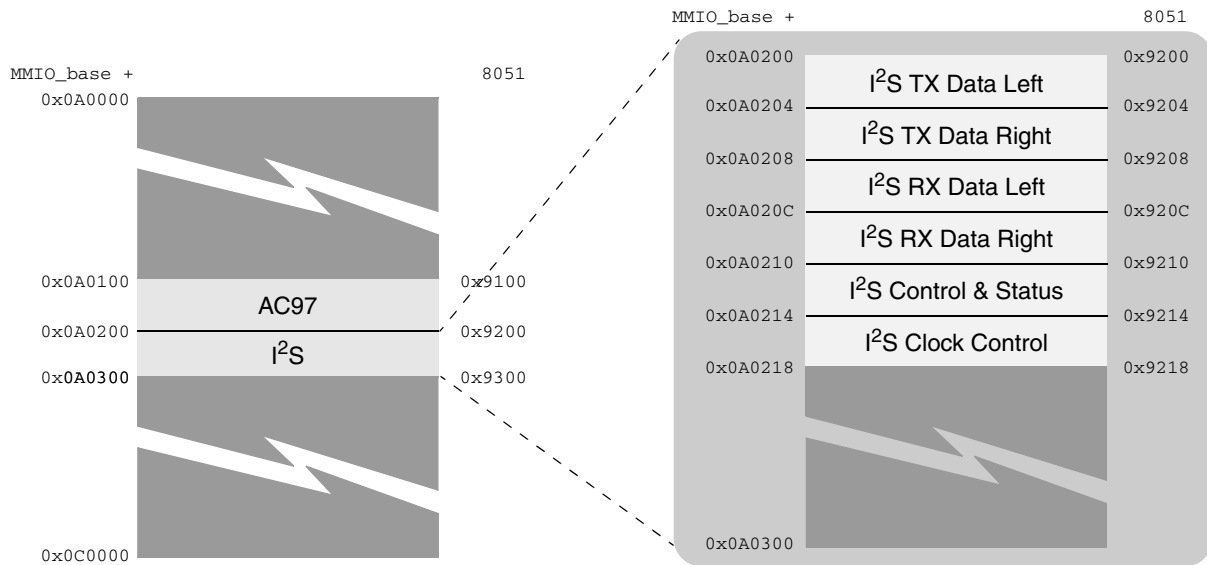 MMIO_base + 8051
0x0A0000
0x0A0100 0x9100
AC97
0x0A0200 0x9200
I²S
0x0A0300 0x9300
0x0C0000
MMIO_base + 8051
0x0A0200 0x9200
I²S TX Data Left
0x0A0204 0x9204
I²S TX Data Right
0x0A0208 0x9208
I²S RX Data Left
0x0A020C 0x920C
I²S RX Data Right
0x0A0210 0x9210
I²S Control & Status
0x0A0214 0x9214
I²S Clock Control
0x0A0218 0x9218
0x0A0300